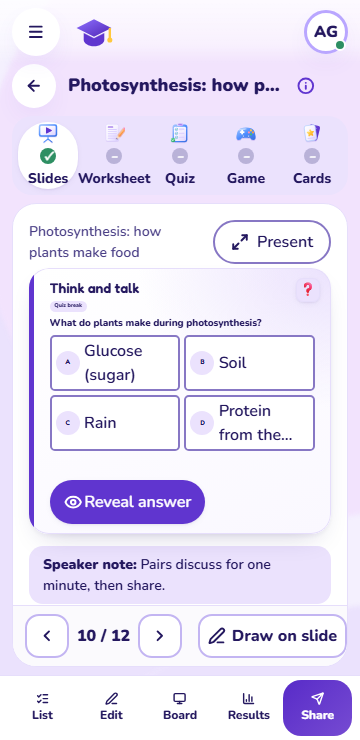 AG
Photosynthesis: how p...
Slides
Worksheet
Quiz
Game
Cards
Photosynthesis: how
plants make food
Present
Think and talk
Quiz break
What do plants make during photosynthesis?
A
Glucose
(sugar)
B
Soil
C
Rain
D
Protein
from the...
Reveal answer
Speaker note: Pairs discuss for one
minute, then share.
10 / 12
Draw on slide
List
Edit
Board
Results
Share